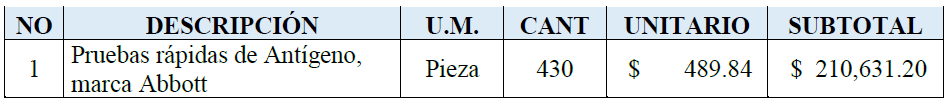 NO DESCRIPCIÓN U.M. CANT UNITARIO SUBTOTAL
1 Pruebas rápidas de Antígeno, marca Abbott Pieza 430 $ 489.84 $ 210,631.20